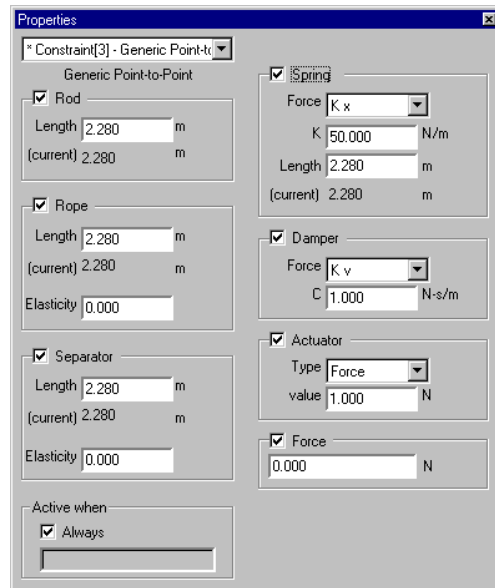 Properties
* Constraint[3] - Generic Point-to
Generic Point-to-Point
Rod
Length 2.280 m
(current) 2.280 m
Rope
Length 2.280 m
(current) 2.280 m
Elasticity 0.000
Separator
Length 2.280 m
(current) 2.280 m
Elasticity 0.000
Active when
Always
Spring
Force K x
K 50.000 N/m
Length 2.280 m
(current) 2.280 m
Damper
Force K v
C 1.000 N-s/m
Actuator
Type Force
value 1.000 N
Force
0.000 N